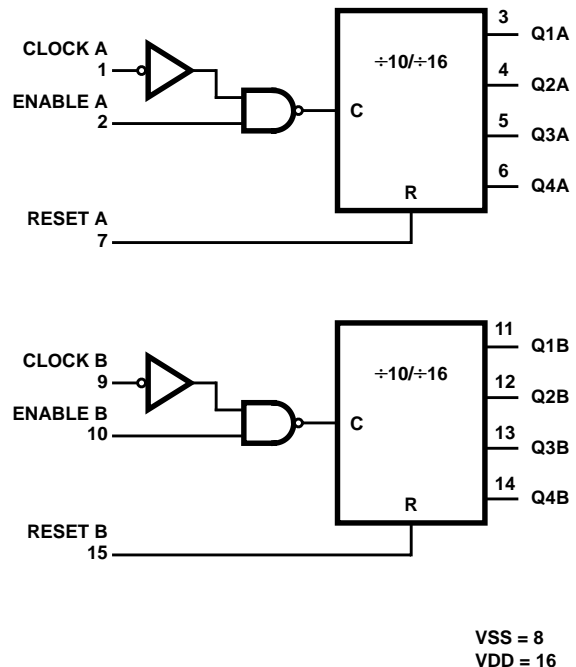 CLOCK A
1
ENABLE A
2
RESET A
7
÷10/÷16
C
R
3
Q1A
4
Q2A
5
Q3A
6
Q4A
CLOCK B
9
ENABLE B
10
RESET B
15
÷10/÷16
C
R
11
Q1B
12
Q2B
13
Q3B
14
Q4B
VSS = 8
VDD = 16